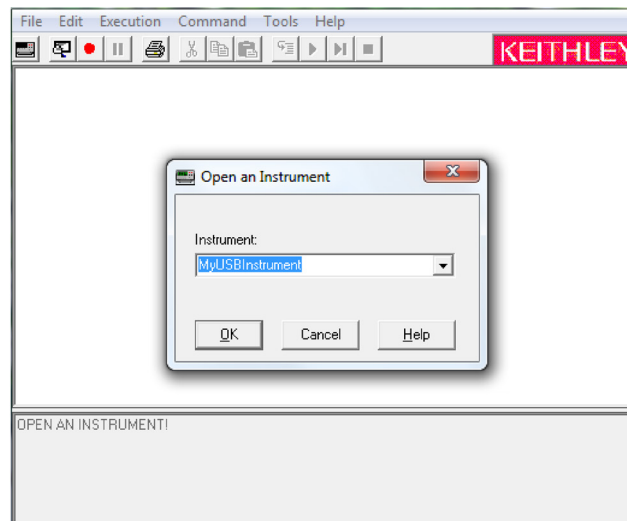 File Edit Execution Command Tools Help
KEITHLEY
Open an Instrument
Instrument:
MyUSBInstrument
OK Cancel Help
OPEN AN INSTRUMENT!